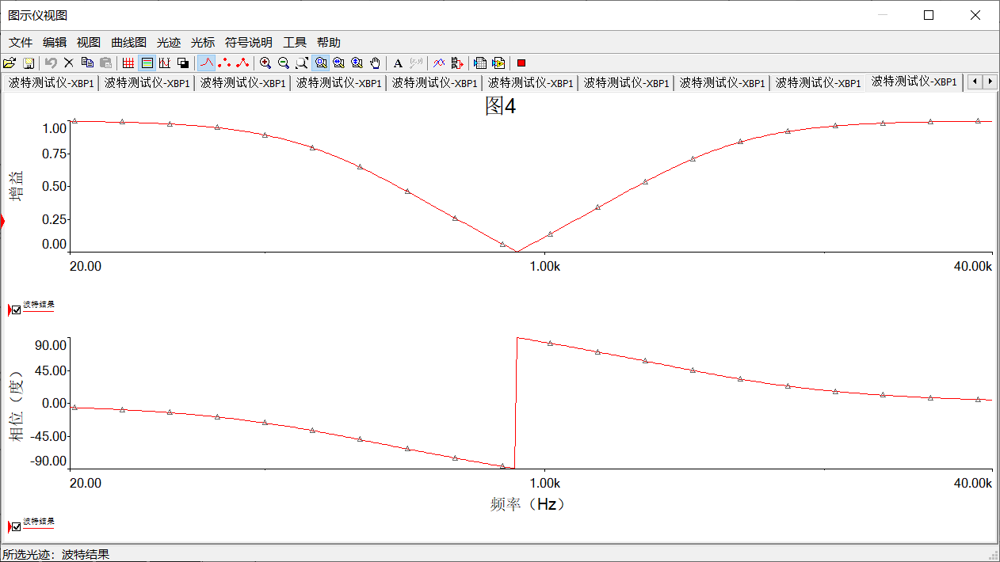 图示仪视图
文件 编辑 视图 曲线图 光迹 光标 符号说明 工具 帮助
A
波特测试仪-XBP1 波特测试仪-XBP1 波特测试仪-XBP1 波特测试仪-XBP1 波特测试仪-XBP1 波特测试仪-XBP1 波特测试仪-XBP1 波特测试仪-XBP1 波特测试仪-XBP1 波特测试仪-XBP1
图4
增益
1.00
0.75
0.50
0.25
0.00
20.00 1.00k 40.00k
波特结果
相位（度）
90.00
45.00
0.00
-45.00
-90.00
20.00 1.00k 40.00k
频率（Hz）
波特结果
所选光迹：波特结果